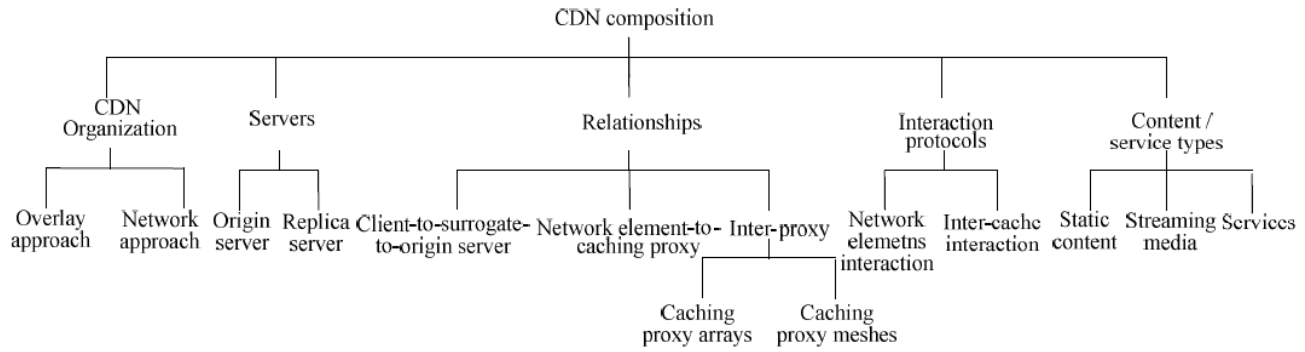 CDN composition
CDN
Organization
Servers
Relationships
Interaction
protocols
Content /
service types
Overlay
approach
Network
approach
Origin
server
Replica
server
Client-to-surrogate-
to-origin server
Network element-to-
caching proxy
Inter-proxy
Network
elemetns
interaction
Inter-cache
interaction
Static
content
Streaming
media
Services
Caching
proxy arrays
Caching
proxy meshes